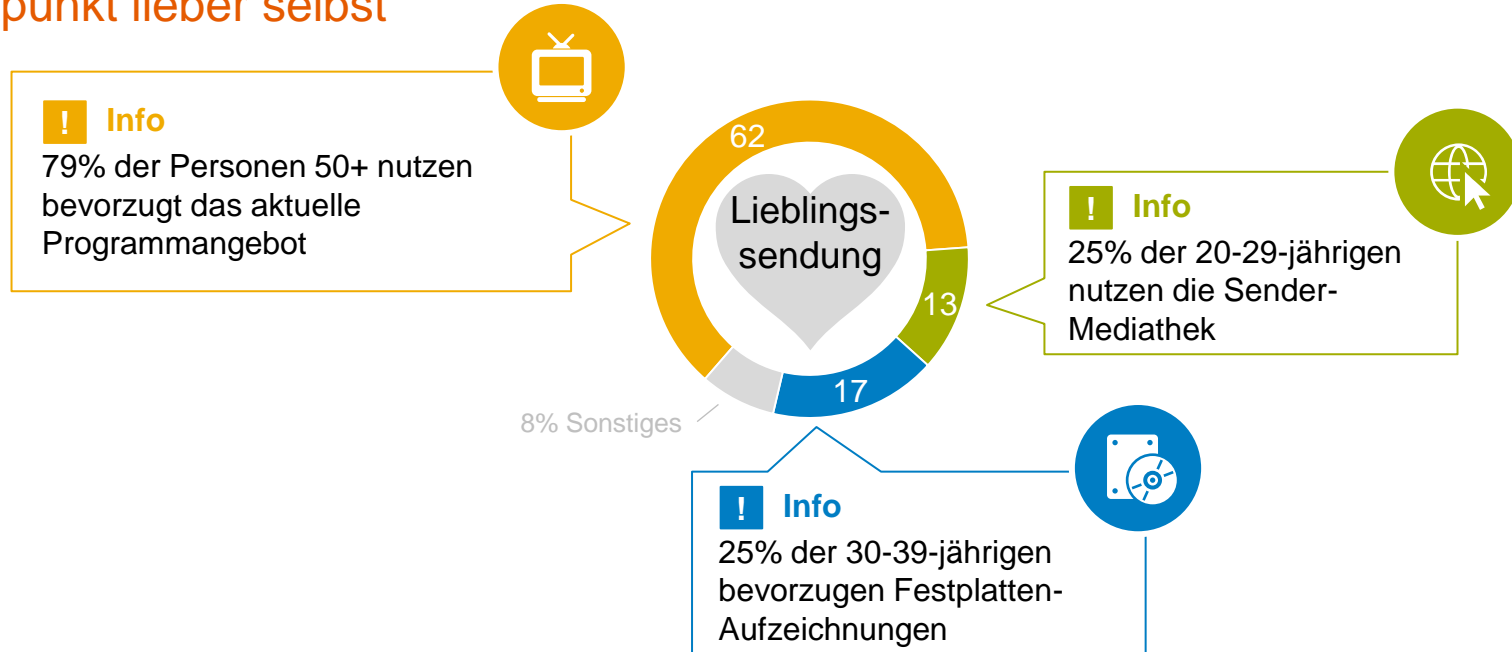 punkt lieber selbst
! Info
79% der Personen 50+ nutzen
bevorzugt das aktuelle
Programmangebot
62
Lieblings-
sendung
13
17
8% Sonstiges
! Info
25% der 20-29-jährigen
nutzen die Sender-
Mediathek
! Info
25% der 30-39-jährigen
bevorzugen Festplatten-
Aufzeichnungen